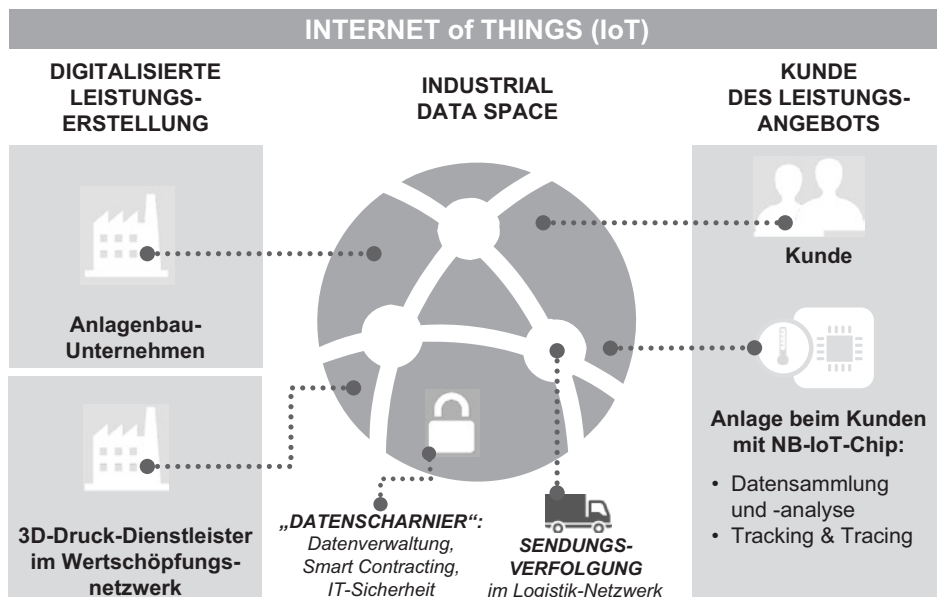 INTERNET of THINGS (IoT)
DIGITALISIERTE
LEISTUNGS-
ERSTELLUNG
Anlagenbau-
Unternehmen
3D-Druck-Dienstleister
im Wertschöpfungs-
netzwerk
INDUSTRIAL
DATA SPACE
„DATENSCHARNIER“:
Datenverwaltung,
Smart Contracting,
IT-Sicherheit
SENDUNGS-
VERFOLGUNG
im Logistik-Netzwerk
KUNDE
DES LEISTUNGS-
ANGEBOTS
Kunde
Anlage beim Kunden
mit NB-IoT-Chip:
• Datensammlung
und -analyse
• Tracking & Tracing